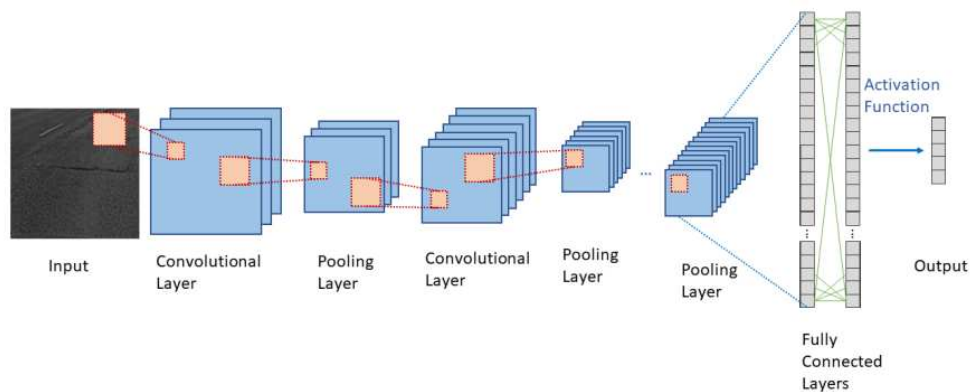 Activation
Function
Input
Convolutional
Layer
Pooling
Layer
Convolutional
Layer
Pooling
Layer
...
Pooling
Layer
Fully
Connected
Layers
Output